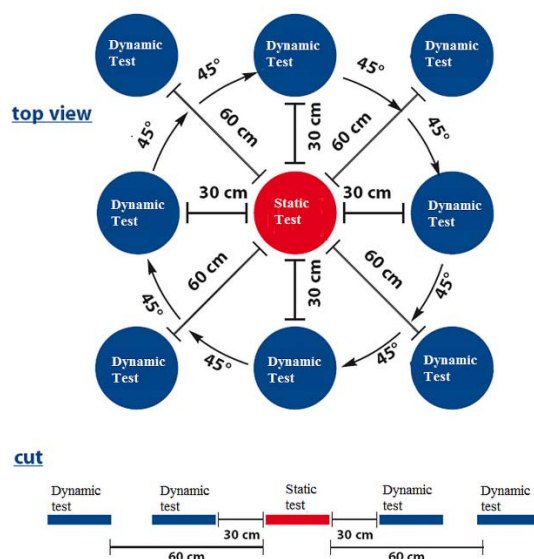 Dynamic
Test
Dynamic
Test
Dynamic
Test
45°
45°
top view
45°
60 cm
30 cm
60 cm
45°
Dynamic
Test
30 cm
Static
Test
30 cm
Dynamic
Test
60 cm
30 cm
60 cm
45°
45°
45°
45°
Dynamic
Test
Dynamic
Test
Dynamic
Test
cut
Dynamic
test
Dynamic
test
Static
test
Dynamic
test
Dynamic
test
30 cm
30 cm
60 cm
60 cm